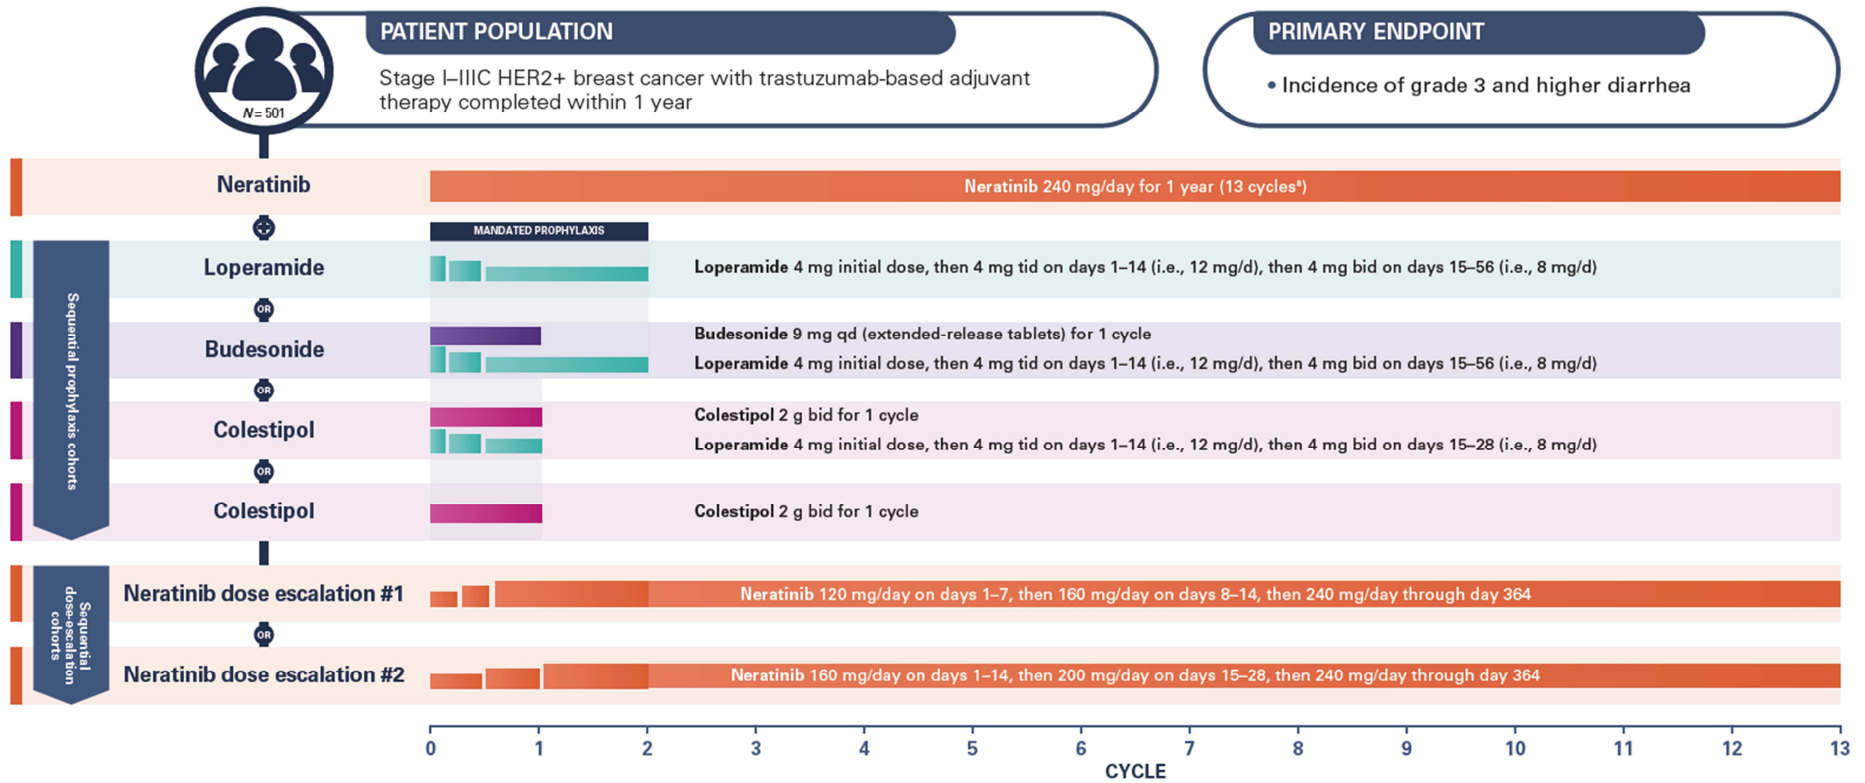 PATIENT POPULATION
Stage I–IIIC HER2+ breast cancer with trastuzumab-based adjuvant
therapy completed within 1 year
N= 501
PRIMARY ENDPOINT
• Incidence of grade 3 and higher diarrhea
Neratinib
Neratinib 240 mg/day for 1 year (13 cyclesª)
MANDATED PROPHYLAXIS
Sequential prophylaxis cohorts
Loperamide
Loperamide 4 mg initial dose, then 4 mg tid on days 1–14 (i.e., 12 mg/d), then 4 mg bid on days 15–56 (i.e., 8 mg/d)
OR
Budesonide
Budesonide 9 mg qd (extended-release tablets) for 1 cycle
Loperamide 4 mg initial dose, then 4 mg tid on days 1–14 (i.e., 12 mg/d), then 4 mg bid on days 15–56 (i.e., 8 mg/d)
OR
Colestipol
Colestipol 2 g bid for 1 cycle
Loperamide 4 mg initial dose, then 4 mg tid on days 1–14 (i.e., 12 mg/d), then 4 mg bid on days 15–28 (i.e., 8 mg/d)
OR
Colestipol
Colestipol 2 g bid for 1 cycle
Sequential
dose-escalation
cohorts
Neratinib dose escalation #1
Neratinib 120 mg/day on days 1–7, then 160 mg/day on days 8–14, then 240 mg/day through day 364
OR
Neratinib dose escalation #2
Neratinib 160 mg/day on days 1–14, then 200 mg/day on days 15–28, then 240 mg/day through day 364
0 1 2 3 4 5 6 7 8 9 10 11 12 13
CYCLE